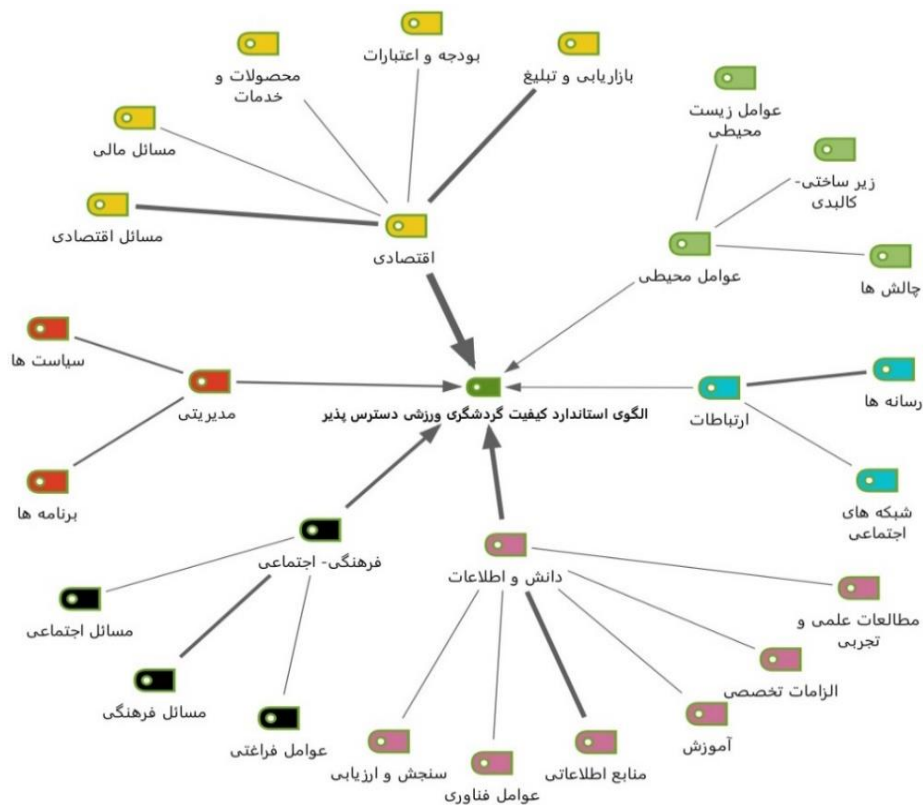 بودجه و اعتبارات
بازاریابی و تبلیغ
محصولات و
خدمات
عوامل زیست
محیطی
مسائل مالی
زیر ساختی-
کالبدی
مسائل اقتصادی
اقتصادی
عوامل محیطی
چالش ها
سیاست ها
مدیریتی
الگوی استاندارد کیفیت گردشگری ورزشی دسترس پذیر
ارتباطات
رسانه ها
برنامه ها
شبکه های
اجتماعی
فرهنگی- اجتماعی
دانش و اطلاعات
مسائل اجتماعی
مطالعات علمی و
تجربی
مسائل فرهنگی
الزامات تخصصی
عوامل فراغتی
آموزش
سنجش و ارزیابی
منابع اطلاعاتی
عوامل فناوری